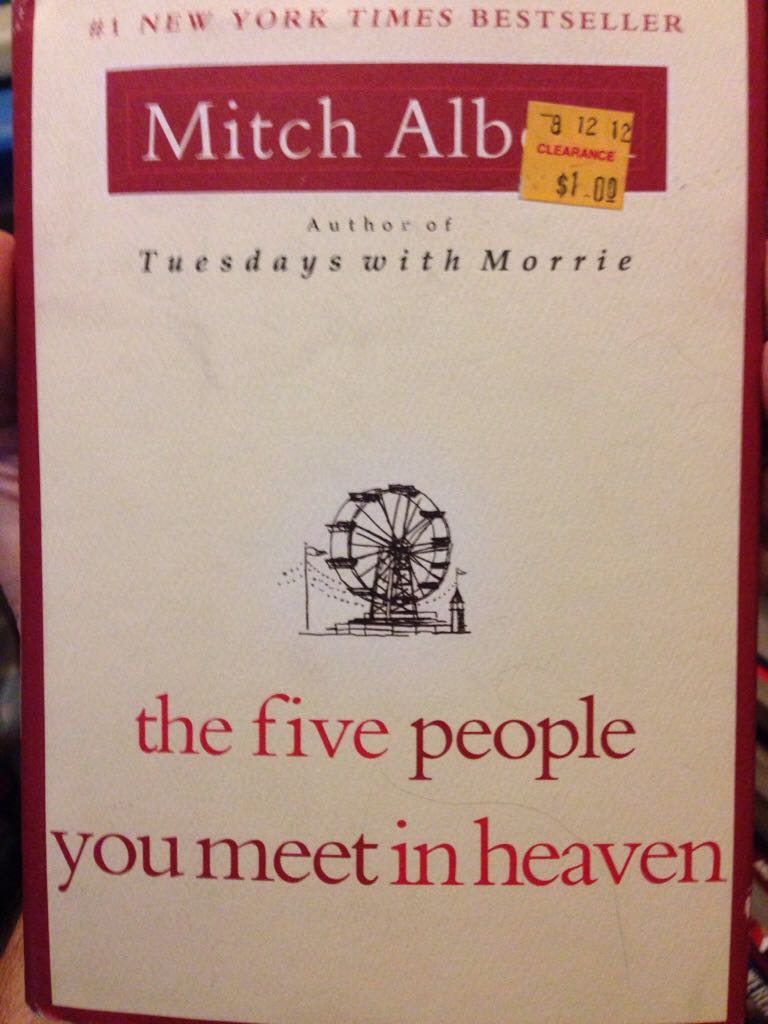 #1 NEW YORK TIMES BESTSELLER
Mitch Alb
8 12 12
CLEARANCE
$1.00
Author of
Tuesdays with Morrie
the five people
you meet in heaven